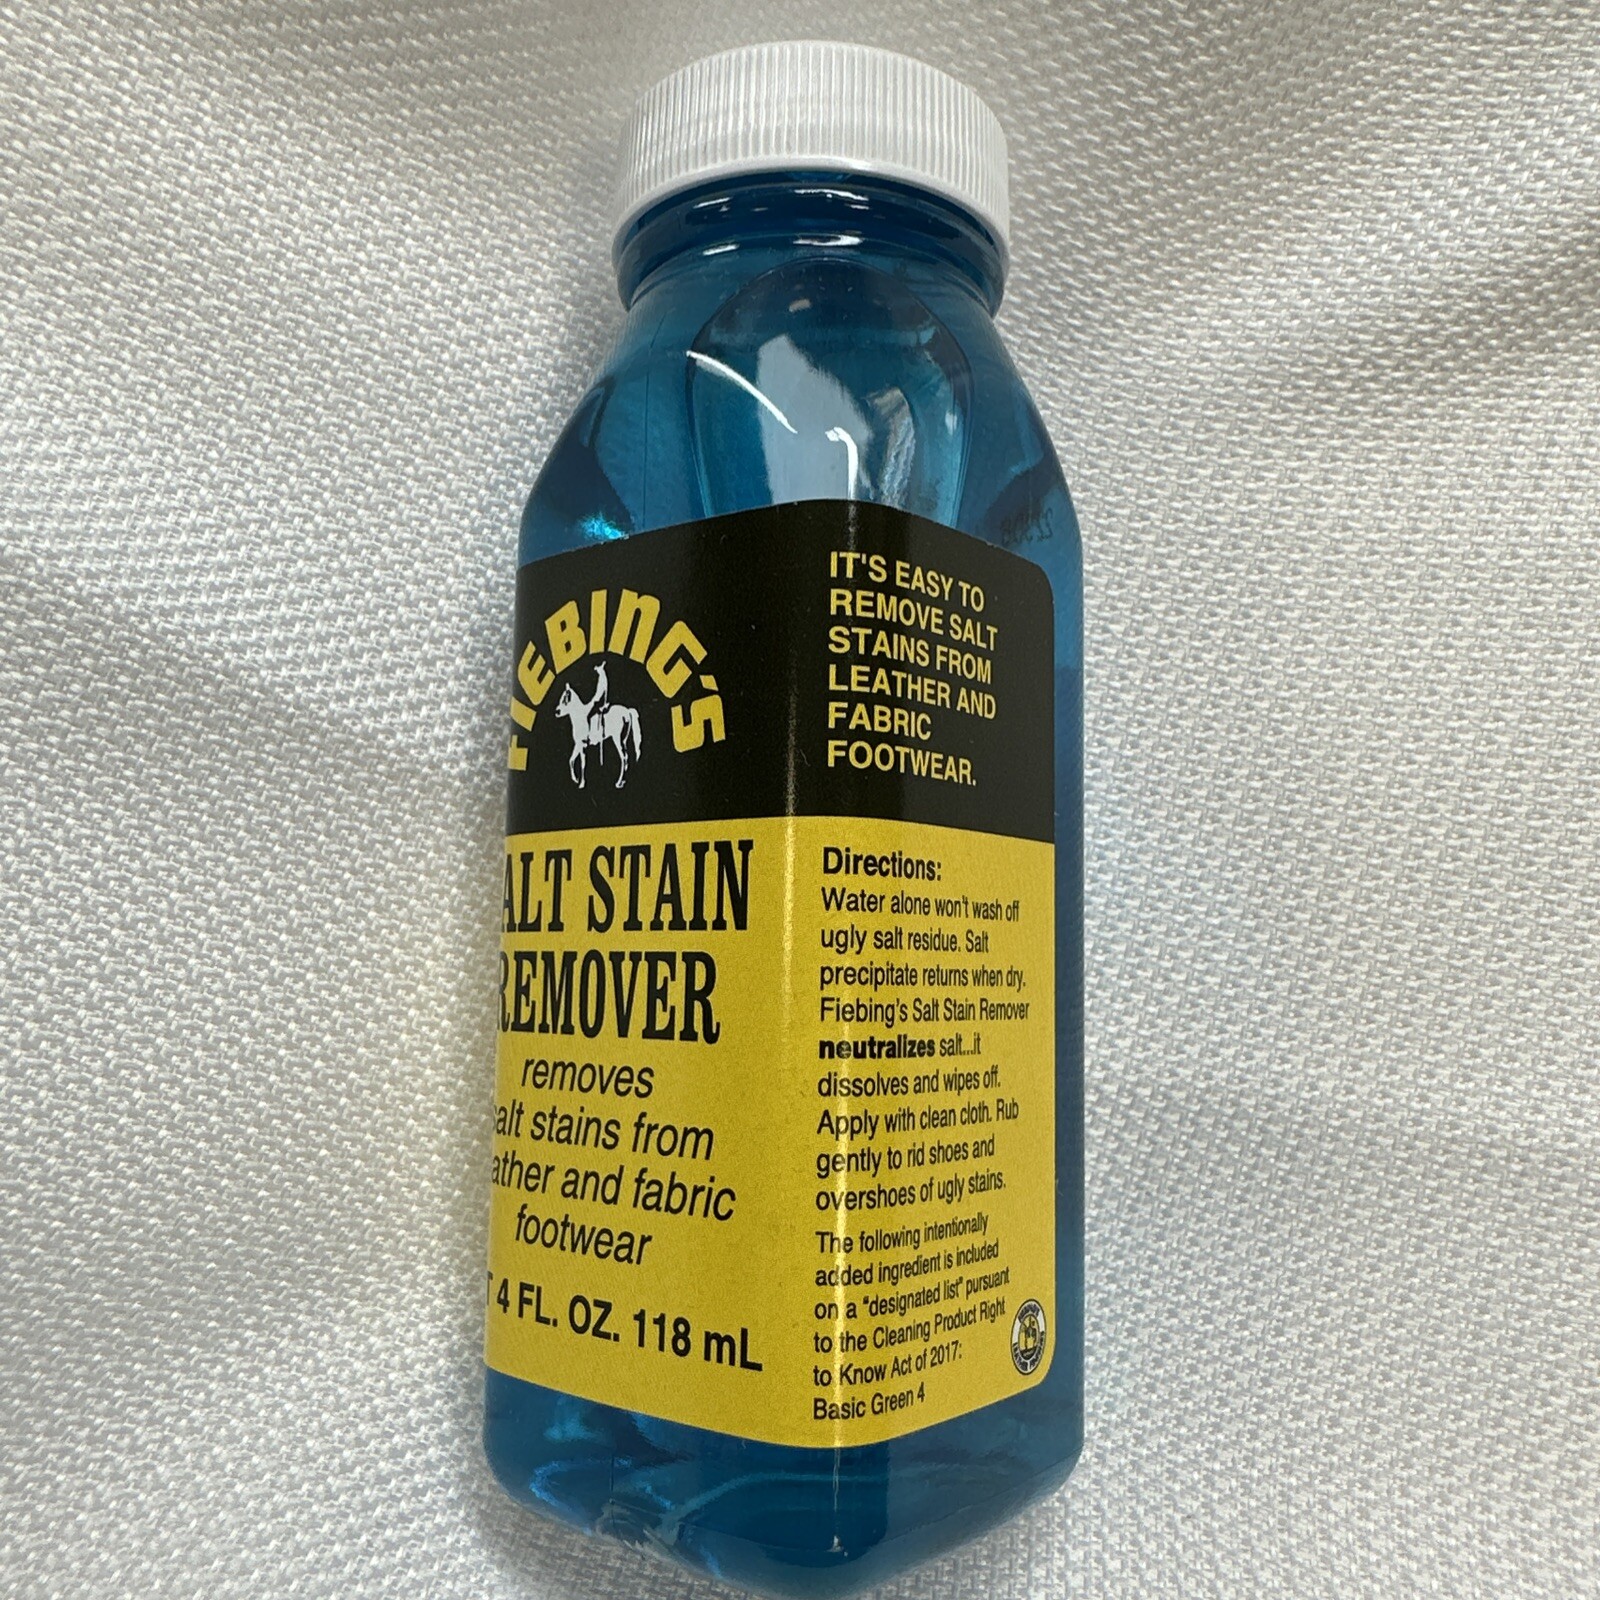 FIEBING'S
ALT STAIN
REMOVER
removes
salt stains from
ather and fabric
footwear
T 4 FL. OZ. 118 mL
IT'S EASY TO
REMOVE SALT
STAINS FROM
LEATHER AND
FABRIC
FOOTWEAR.
Directions:
Water alone won't wash off
ugly salt residue. Salt
precipitate returns when dry.
Fiebing's Salt Stain Remover
neutralizes salt...it
dissolves and wipes off.
Apply with clean cloth. Rub
gently to rid shoes and
overshoes of ugly stains.
The following intentionally
added ingredient is included
on a "designated list" pursuant
to the Cleaning Product Right
to Know Act of 2017:
Basic Green 4